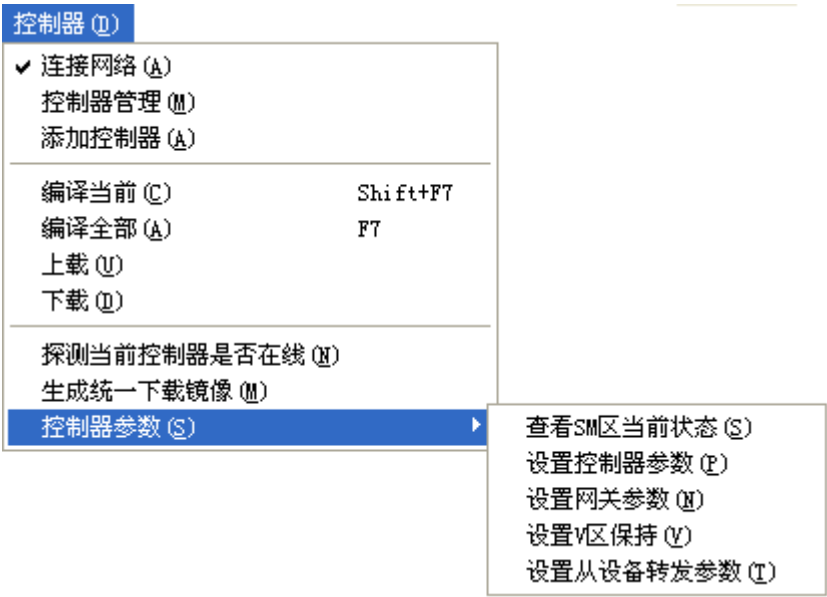 控制器(D)
连接网络(A)
控制器管理(M)
添加控制器(A)
编译当前(C) Shift+F7
编译全部(A) F7
上载(U)
下载(D)
探测当前控制器是否在线(N)
生成统一下载镜像(M)
控制器参数(S)
查看SM区当前状态(S)
设置控制器参数(P)
设置网关参数(N)
设置V区保持(V)
设置从设备转发参数(T)